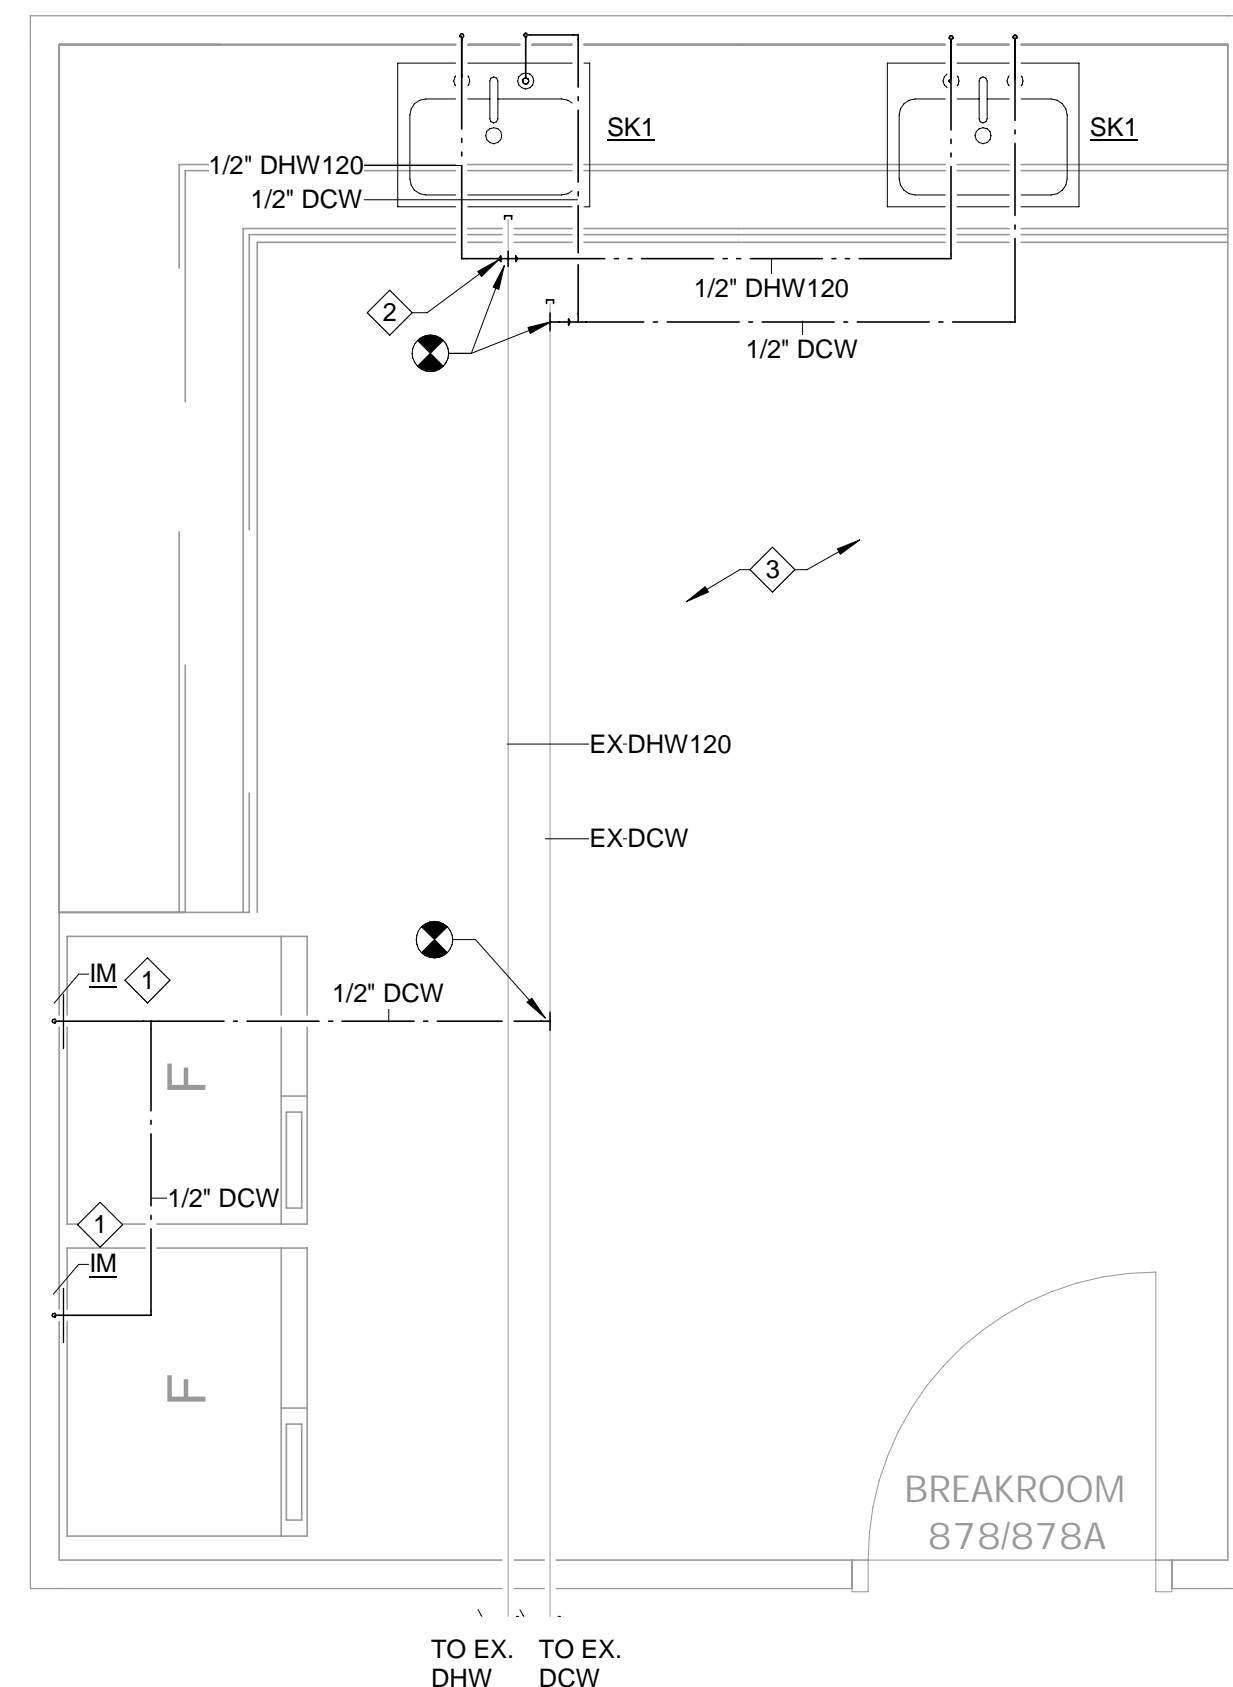 SK1
SK1
1/2" DHW120
1/2" DCW
1/2" DHW120
2
1/2" DCW
3
EX DHW120
EX DCW
IM
1
1/2" DCW
F
1/2" DCW
1
IM
F
BREAKROOM
878/878A
TO EX.
DHW
TO EX.
DCW